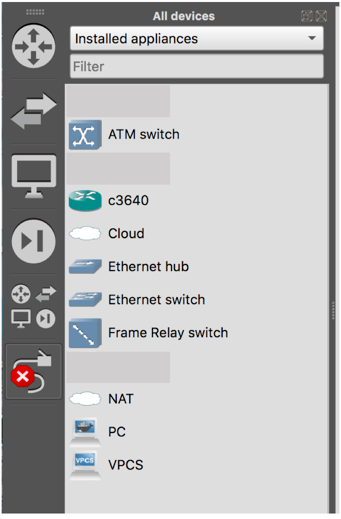 All devices
Installed appliances
Filter
ATM switch
c3640
Cloud
Ethernet hub
Ethernet switch
Frame Relay switch
NAT
PC
VPCS
VPCS